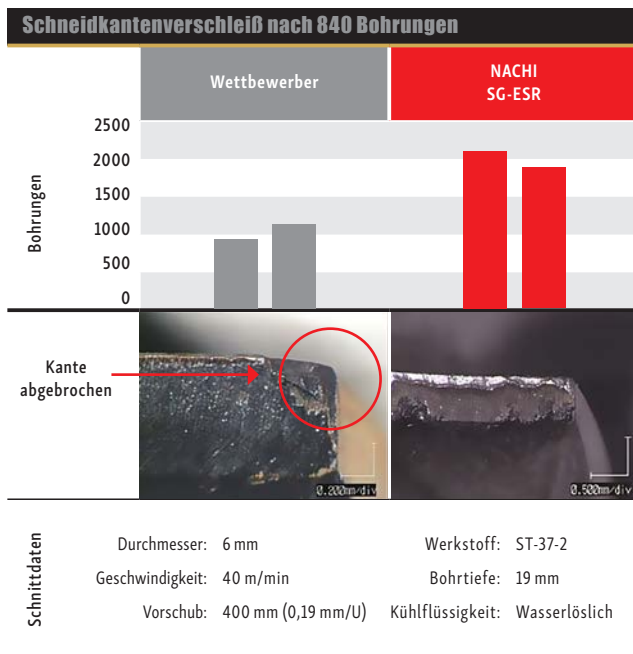 Schneidkantenverschleiß nach 840 Bohrungen
Wettbewerber
NACHI
SG-ESR
Bohrungen
2500
2000
1500
1000
500
0
Kante
abgebrochen
0.200mm/div
0.500mm/div
Schnittdaten
Durchmesser: 6 mm
Geschwindigkeit: 40 m/min
Vorschub: 400 mm (0,19 mm/U)
Werkstoff: ST-37-2
Bohrtiefe: 19 mm
Kühlflüssigkeit: Wasserlöslich